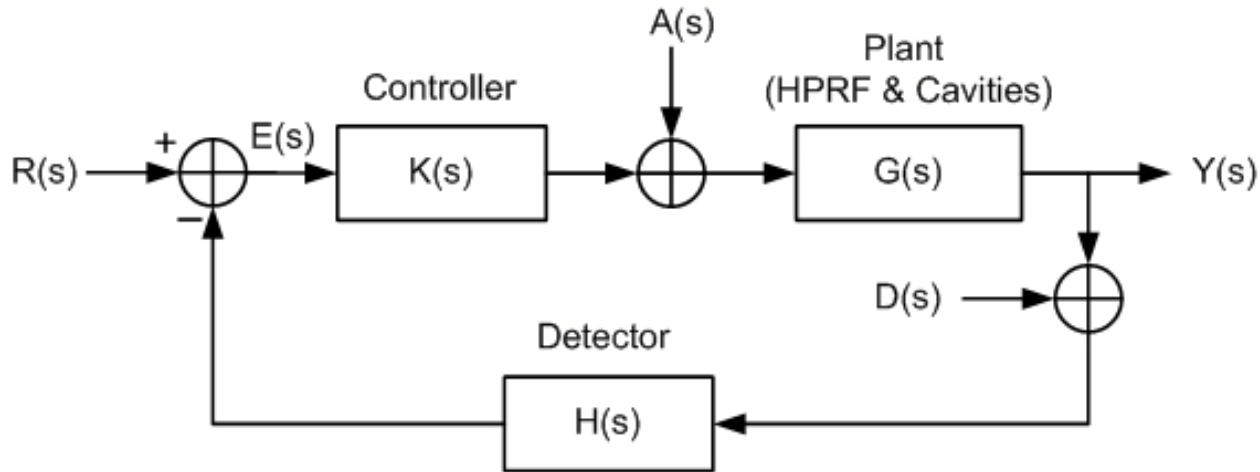 A(s)
Plant
(HPRF & Cavities)
Controller
+
E(s)
R(s)
K(s)
G(s)
Y(s)
−
D(s)
Detector
H(s)